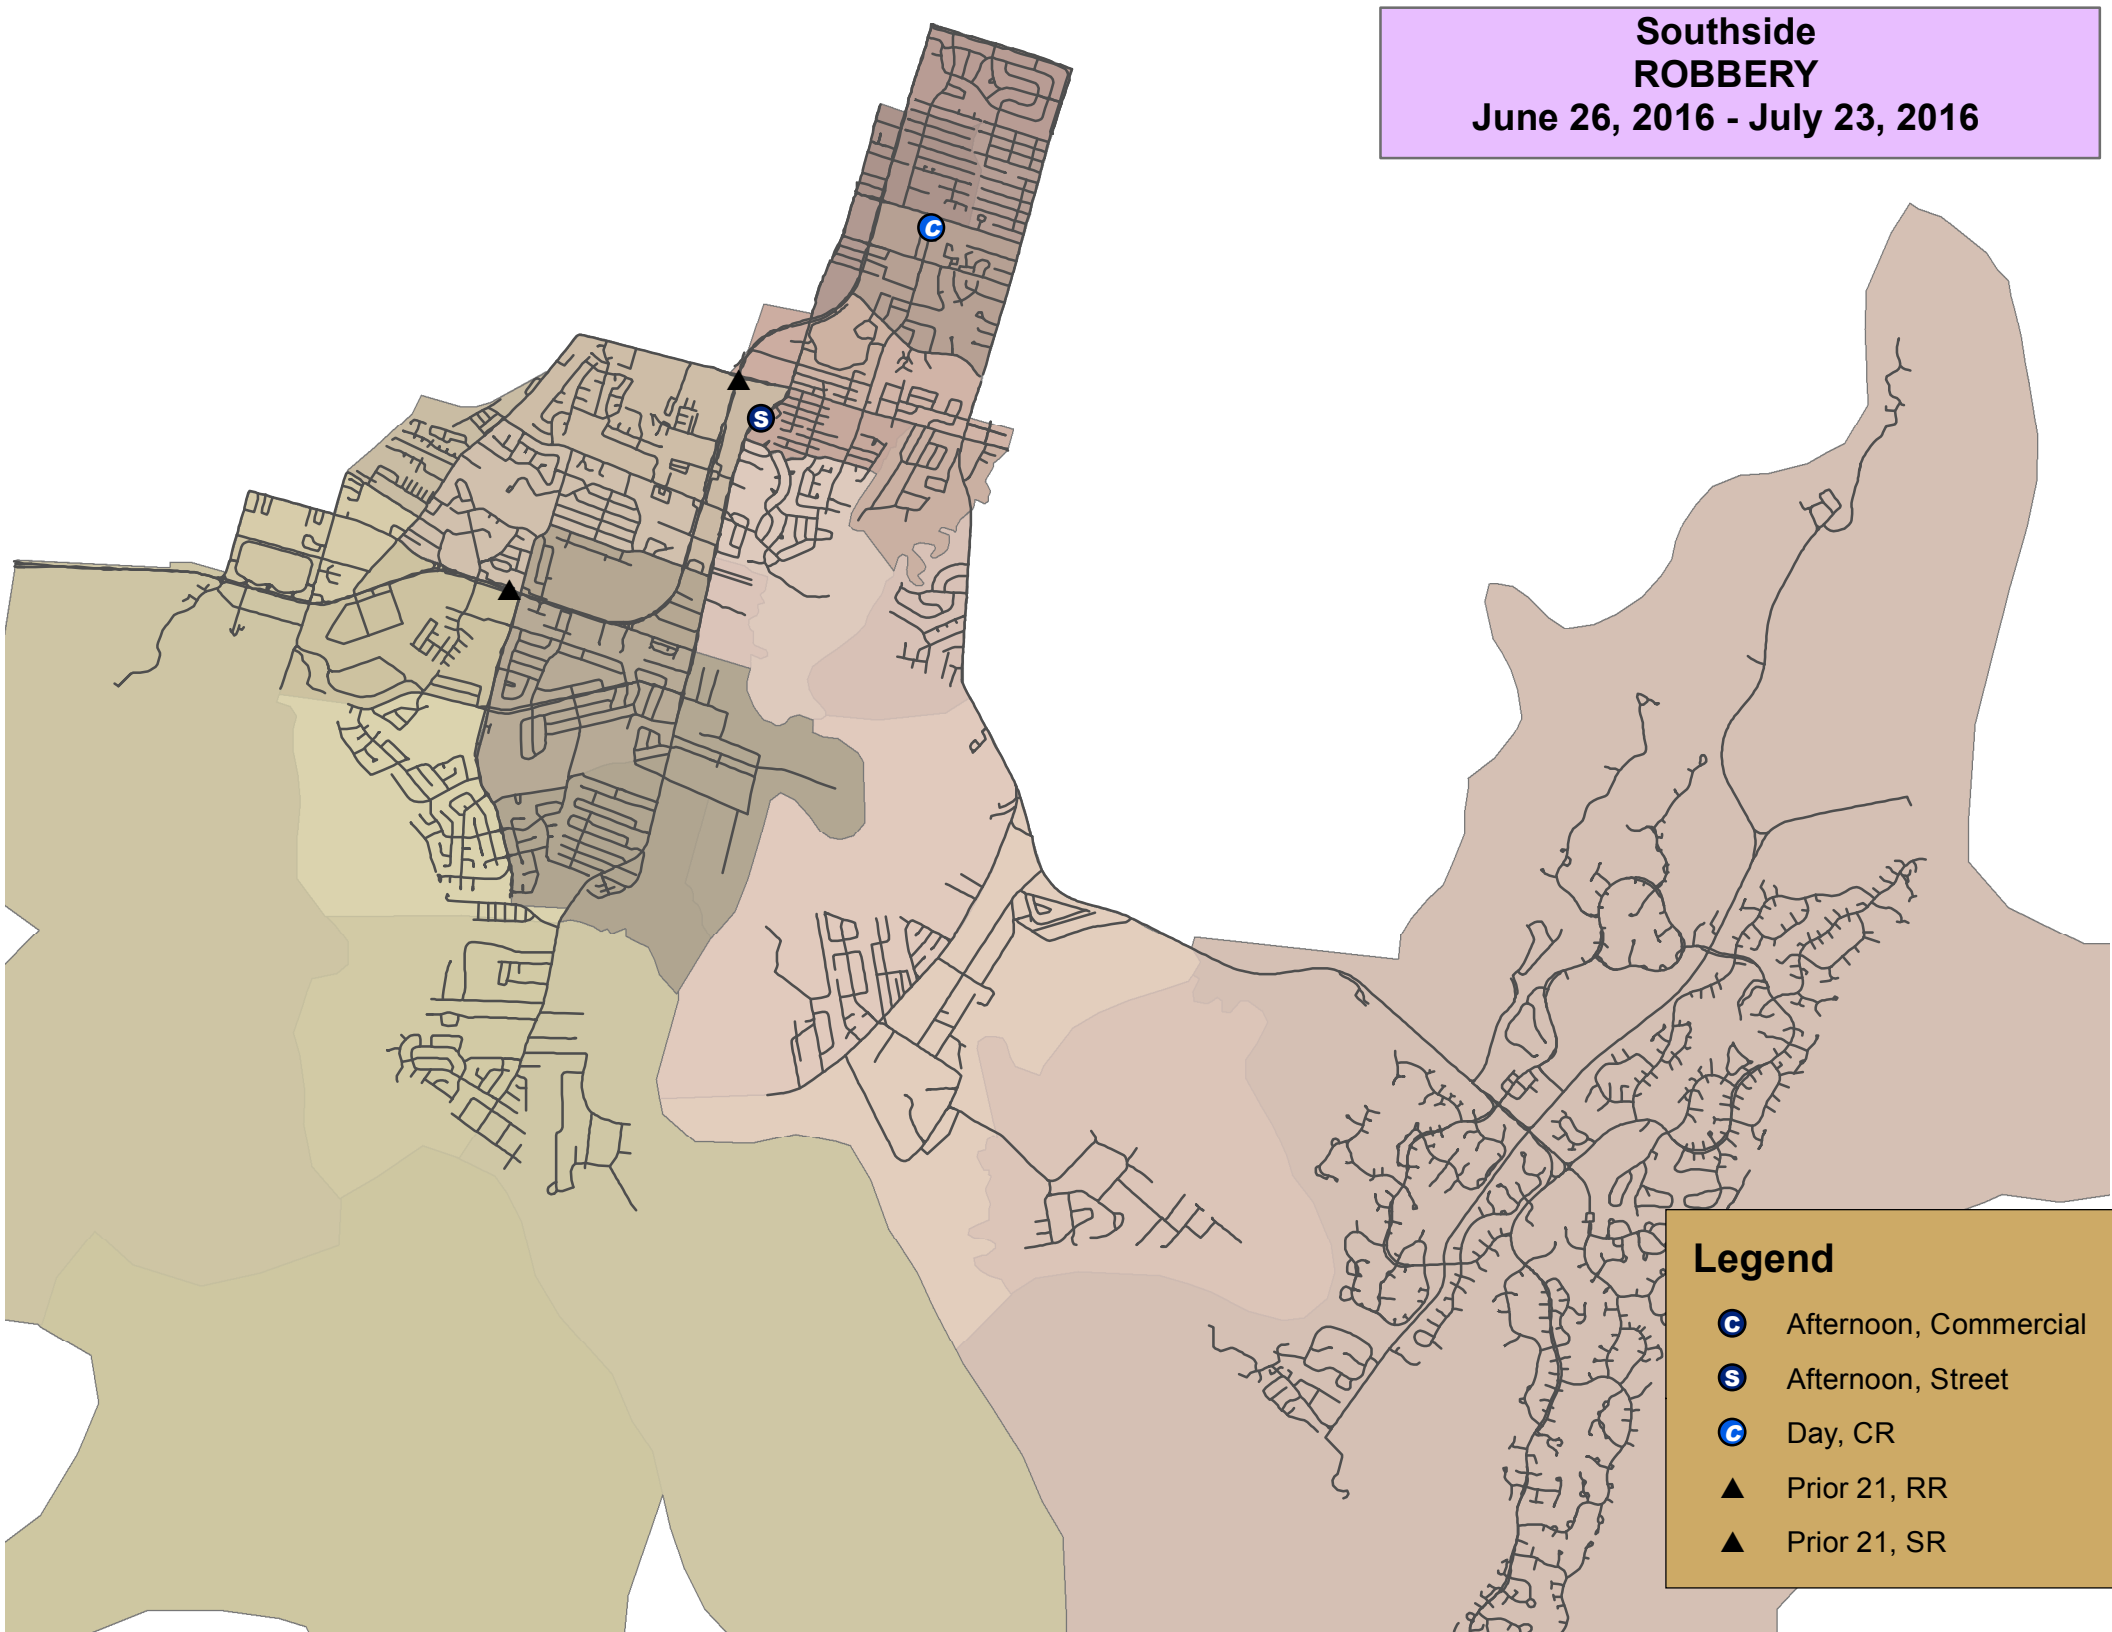 Southside
ROBBERY
June 26, 2016 - July 23, 2016
C
S
Legend
C Afternoon, Commercial
S Afternoon, Street
C Day, CR
Prior 21, RR
Prior 21, SR